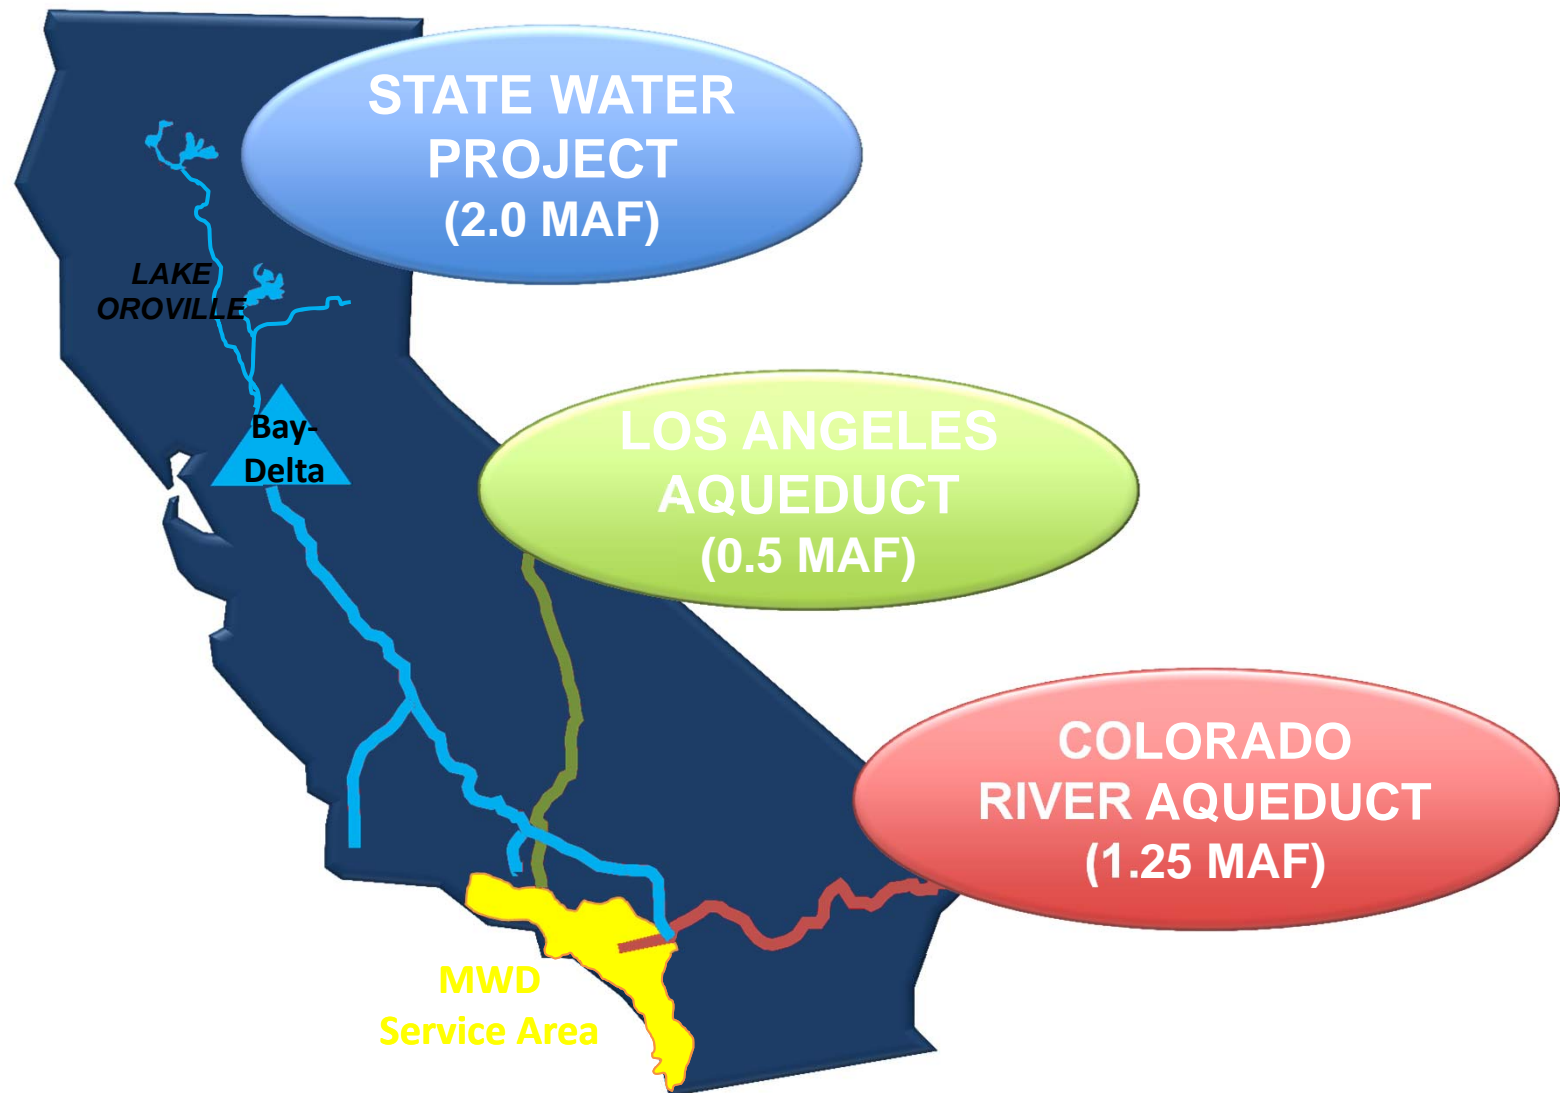 STATE WATER
PROJECT
(2.0 MAF)
LAKE
OROVILLE
Bay-
Delta
LOS ANGELES
AQUEDUCT
(0.5 MAF)
COLORADO
RIVER AQUEDUCT
(1.25 MAF)
MWD
Service Area